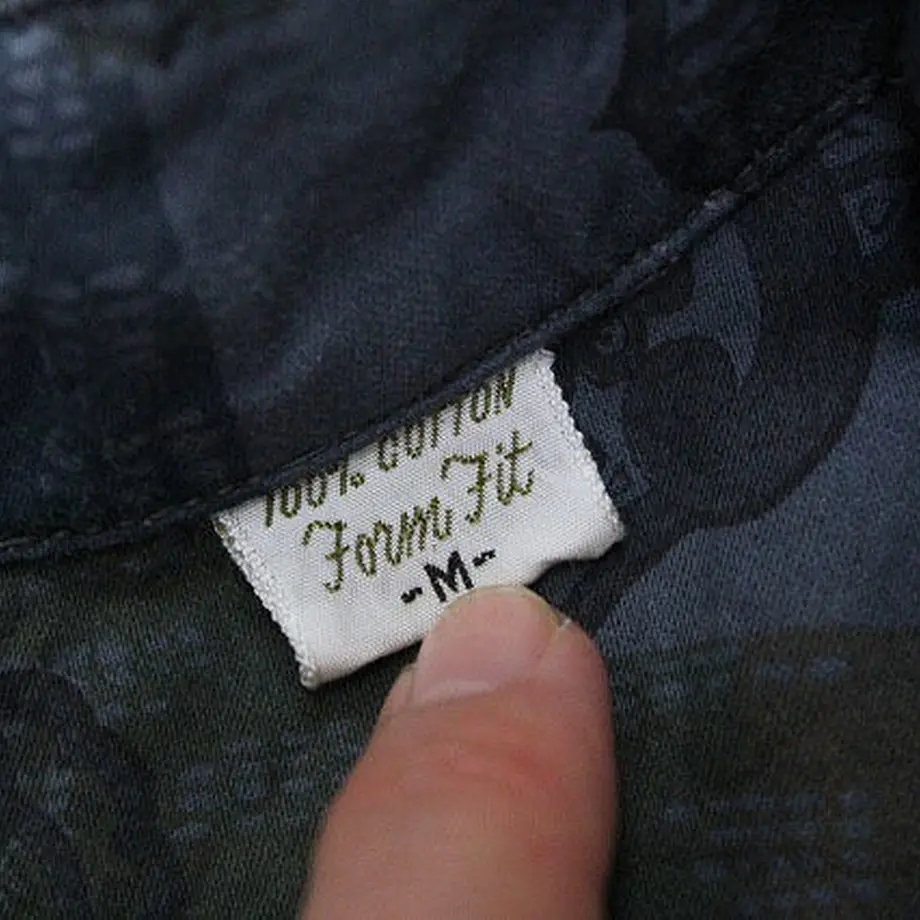 100% COTTON
Form Fit
-M-